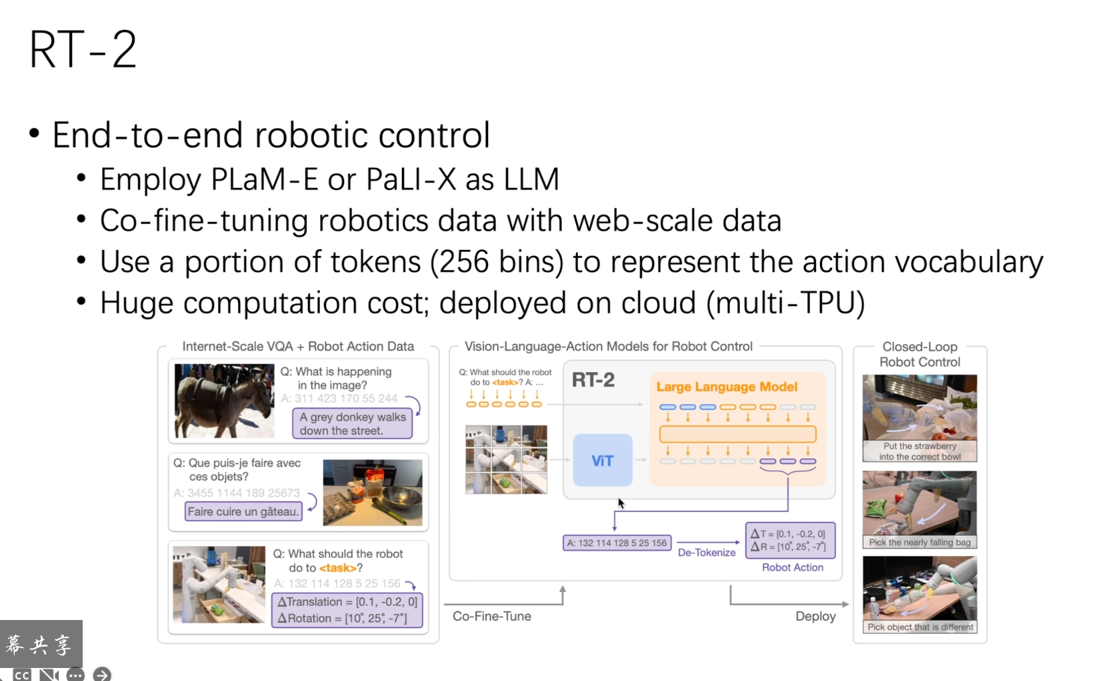 RT-2
• End-to-end robotic control
• Employ PLaM-E or PaLI-X as LLM
• Co-fine-tuning robotics data with web-scale data
• Use a portion of tokens (256 bins) to represent the action vocabulary
• Huge computation cost; deployed on cloud (multi-TPU)
Internet-Scale VQA + Robot Action Data
Q: What is happening
in the image?
A: 311 423 170 55 244
A grey donkey walks
down the street.
Q: Que puis-je faire avec
ces objets?
A: 3455 1144 189 25673
Faire cuire un gâteau.
Q: What should the robot
do to <task>?
A: 132 114 128 5 25 156
ΔTranslation = [0.1, -0.2, 0]
ΔRotation = [10°, 25°, -7°]
Co-Fine-Tune
Vision-Language-Action Models for Robot Control
Q: What should the robot
do to <task>? A: ...
RT-2
Large Language Model
ViT
A: 132 114 128 5 25 156
De-Tokenize
ΔT = [0.1, -0.2, 0]
ΔR = [10°, 25°, -7°]
Robot Action
Deploy
Closed-Loop
Robot Control
Put the strawberry
into the correct bowl
Pick the nearly falling bag
Pick object that is different
幕共享
CC